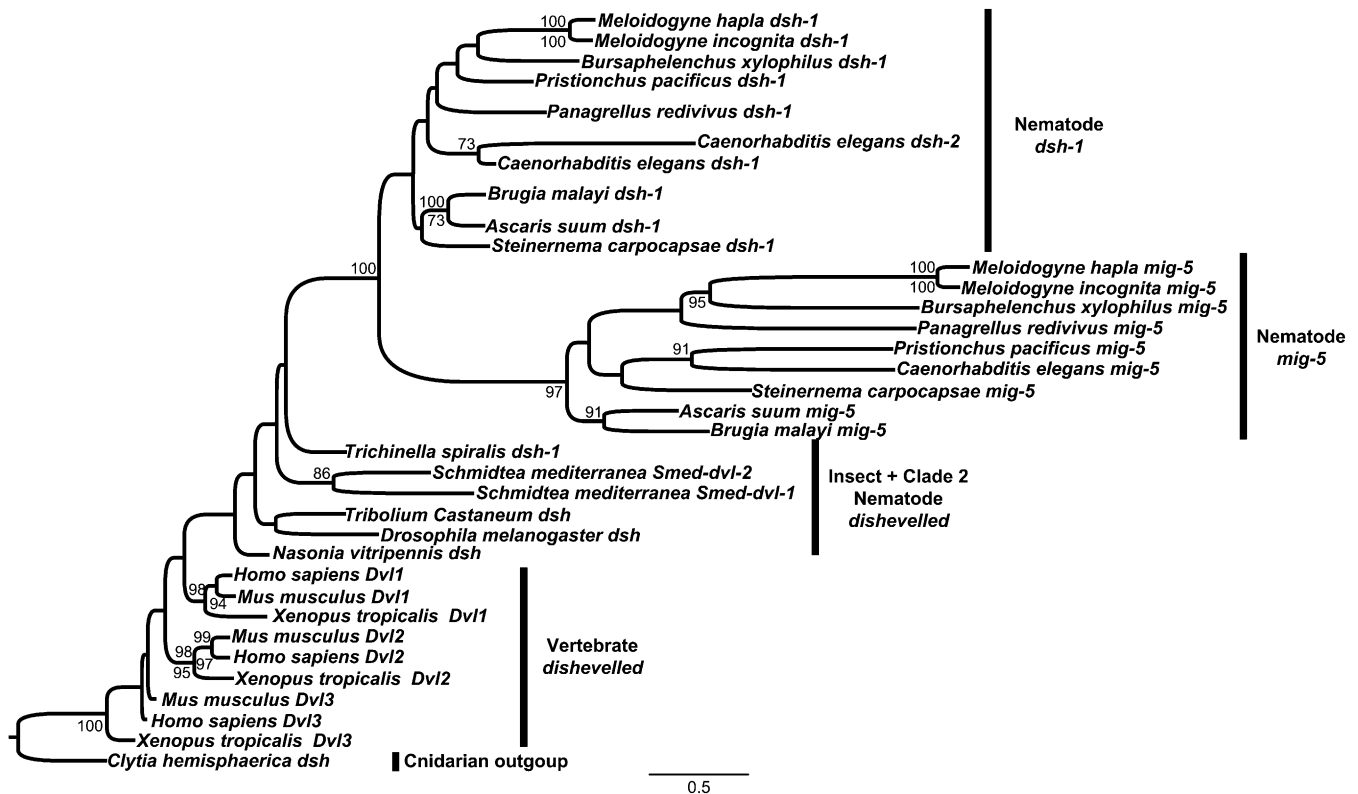 100
Meloidogyne hapla dsh-1
100
Meloidogyne incognita dsh-1
Bursaphelenchus xylophilus dsh-1
Pristionchus pacificus dsh-1
Panagrellus redivivus dsh-1
73
Caenorhabditis elegans dsh-2
Caenorhabditis elegans dsh-1
Nematode
dsh-1
Brugia malayi dsh-1
100
73
Ascaris suum dsh-1
Steinernema carpocapsae dsh-1
100
100
Meloidogyne hapla mig-5
100
Meloidogyne incognita mig-5
95
Bursaphelenchus xylophilus mig-5
Panagrellus redivivus mig-5
91
Pristionchus pacificus mig-5
Caenorhabditis elegans mig-5
Nematode
mig-5
97
Steinernema carpocapsae mig-5
91
Ascaris suum mig-5
Brugia malayi mig-5
Trichinella spiralis dsh-1
86
Schmidtea mediterranea Smed-dvl-2
Schmidtea mediterranea Smed-dvl-1
Insect + Clade 2
Nematode
dishevelled
Tribolium Castaneum dsh
Drosophila melanogaster dsh
Nasonia vitripennis dsh
Homo sapiens Dvl1
98
94
Mus musculus Dvl1
Xenopus tropicalis Dvl1
99
Mus musculus Dvl2
98
97
Homo sapiens Dvl2
95
Xenopus tropicalis Dvl2
Vertebrate
dishevelled
Mus musculus Dvl3
Homo sapiens Dvl3
100
Xenopus tropicalis Dvl3
Clytia hemisphaerica dsh
Cnidarian outgoup
0.5